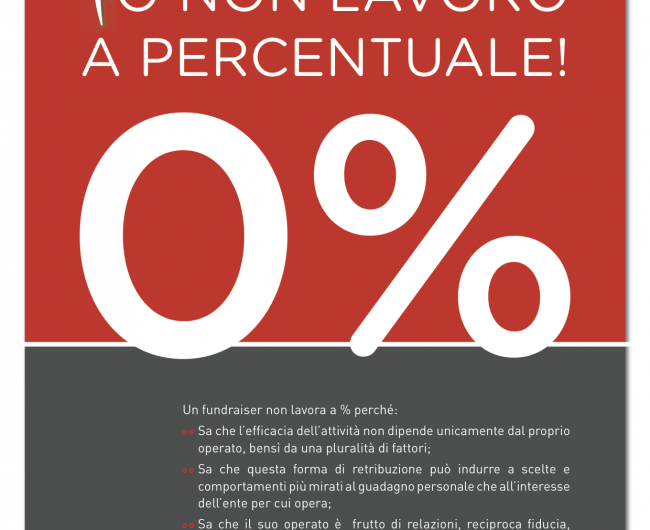 IO NON LAVORO
A PERCENTUALE!
0%
Un fundraiser non lavora a % perché:
Sa che l'efficacia dell'attività non dipende unicamente dal proprio
operato, bensì da una pluralità di fattori;
Sa che questa forma di retribuzione può indurre a scelte e
comportamenti più mirati al guadagno personale che all'interesse
dell'ente per cui opera;
Sa che il suo operato è frutto di relazioni, reciproca fiducia,